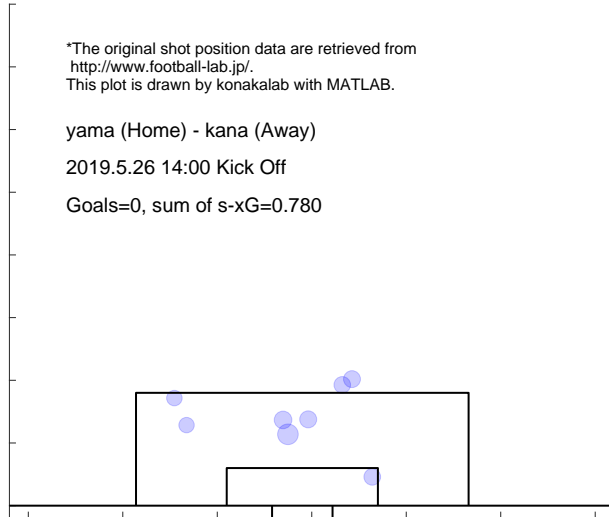 *The original shot position data are retrieved from
http://www.football-lab.jp/.
This plot is drawn by konakalab with MATLAB.
yama (Home) - kana (Away)
2019.5.26 14:00 Kick Off
Goals=0, sum of s-xG=0.780